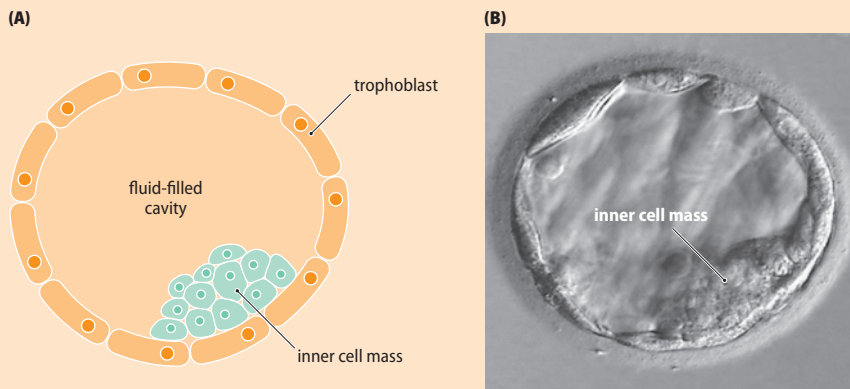 (A)
trophoblast
fluid-filled
cavity
inner cell mass
(B)
inner cell mass